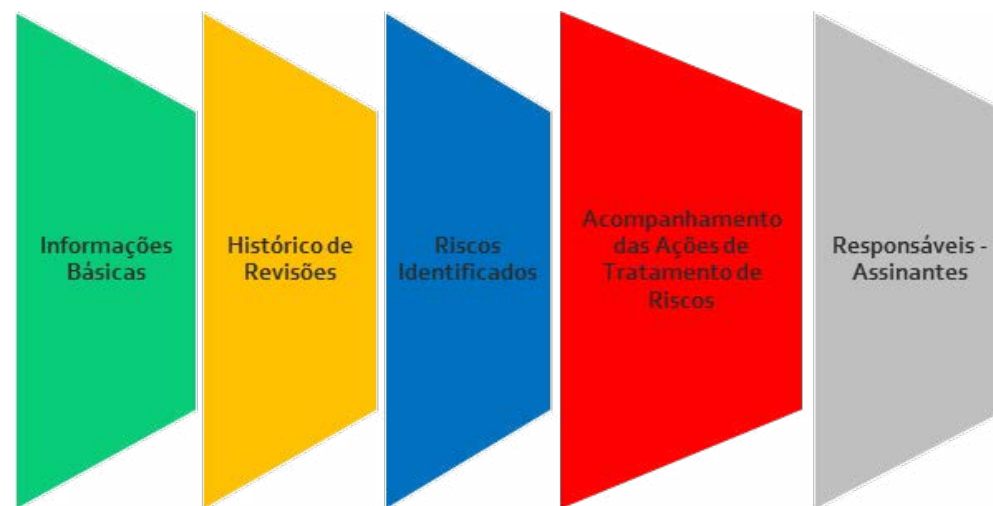 Informações
Básicas
Histórico de
Revisões
Riscos
Identificados
Acompanhamento
das Ações de
Tratamento de
Riscos
Responsáveis -
Assinantes